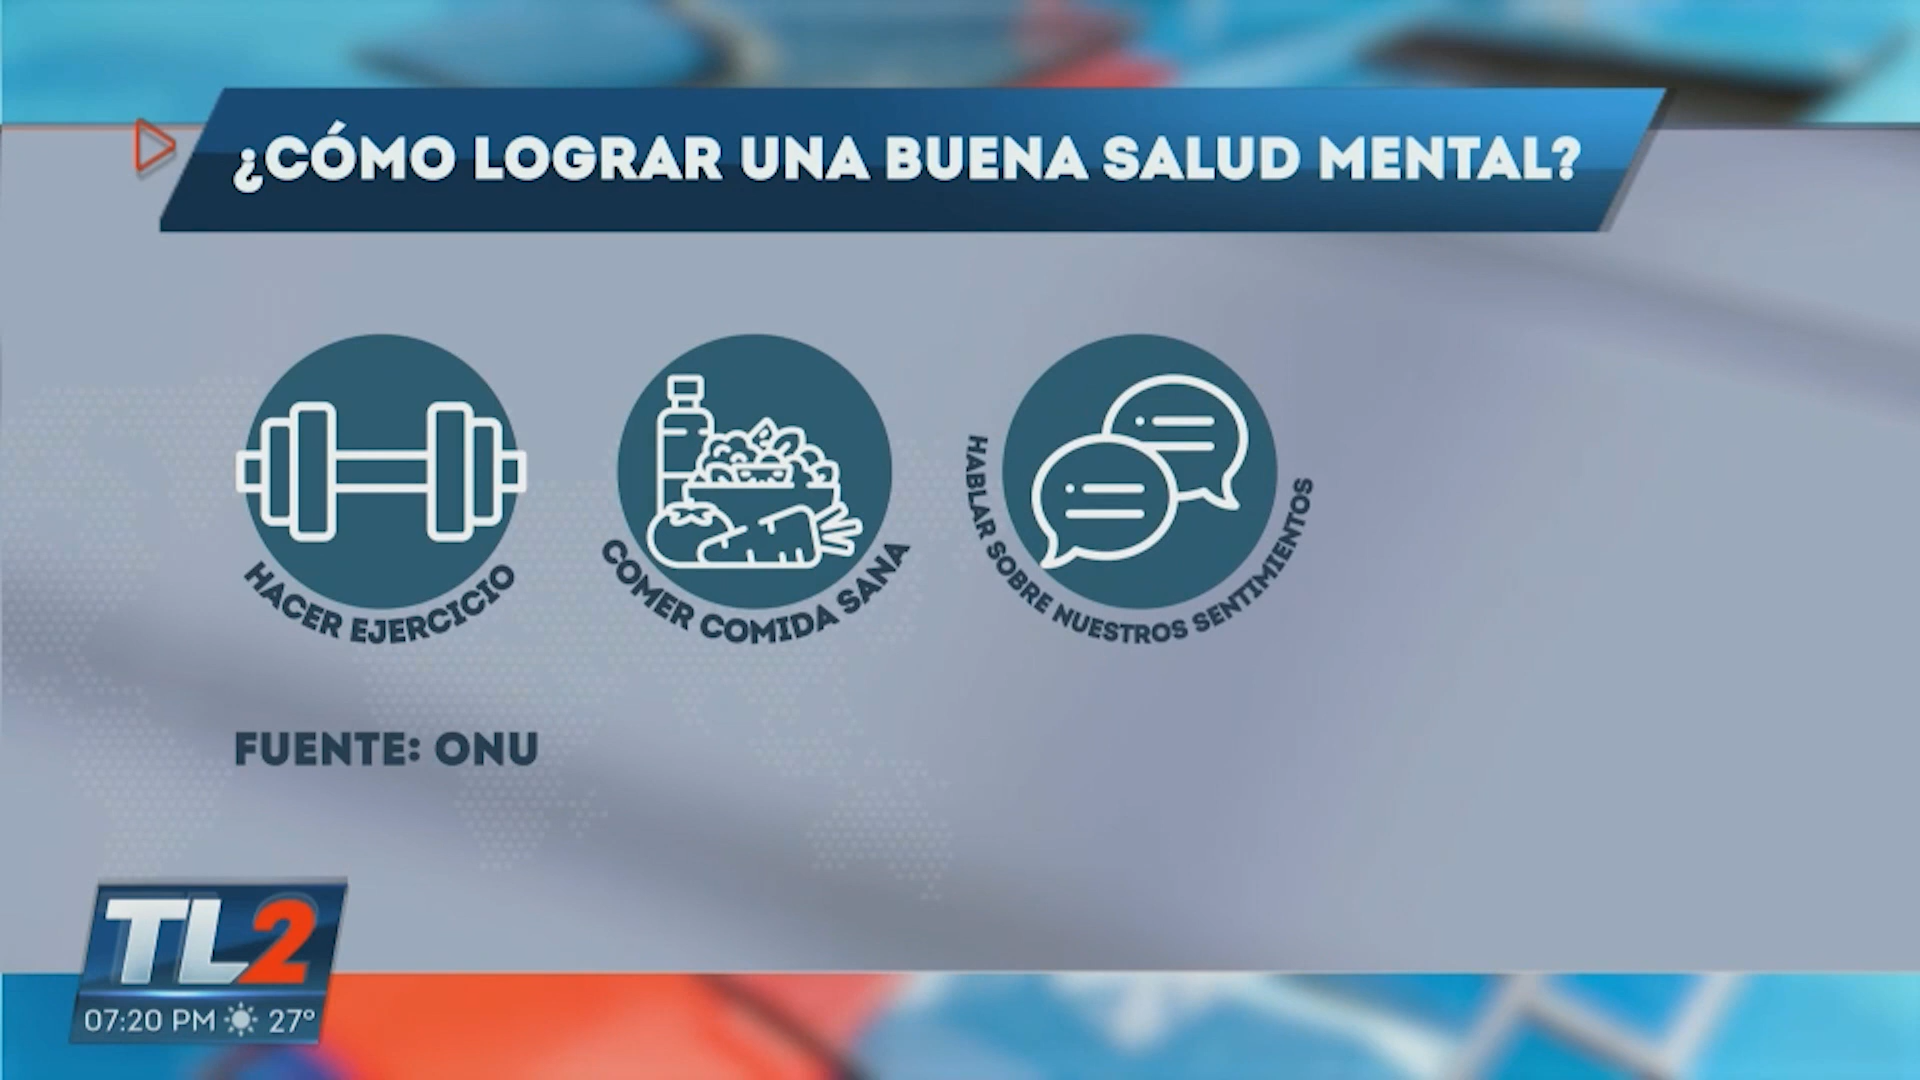 ¿CÓMO LOGRAR UNA BUENA SALUD MENTAL?
HACER EJERCICIO
COMER COMIDA SANA
HABLAR SOBRE NUESTROS SENTIMIENTOS
FUENTE: ONU
TL2
07:20 PM 27°